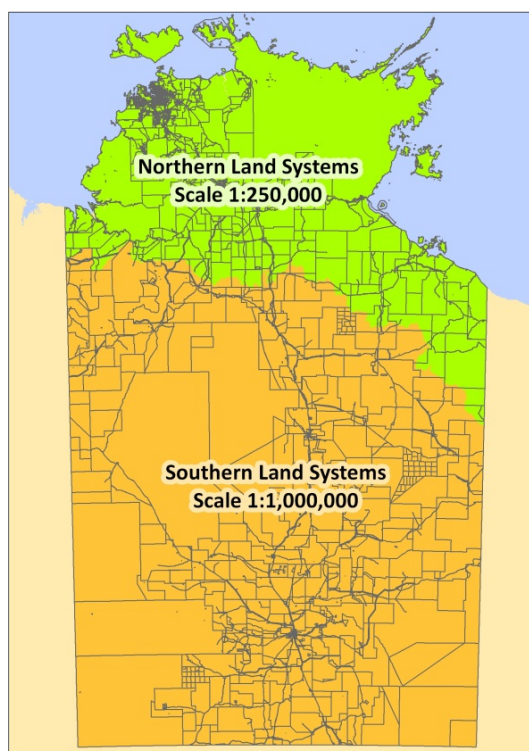 Northern Land Systems
Scale 1:250,000
Southern Land Systems
Scale 1:1,000,000